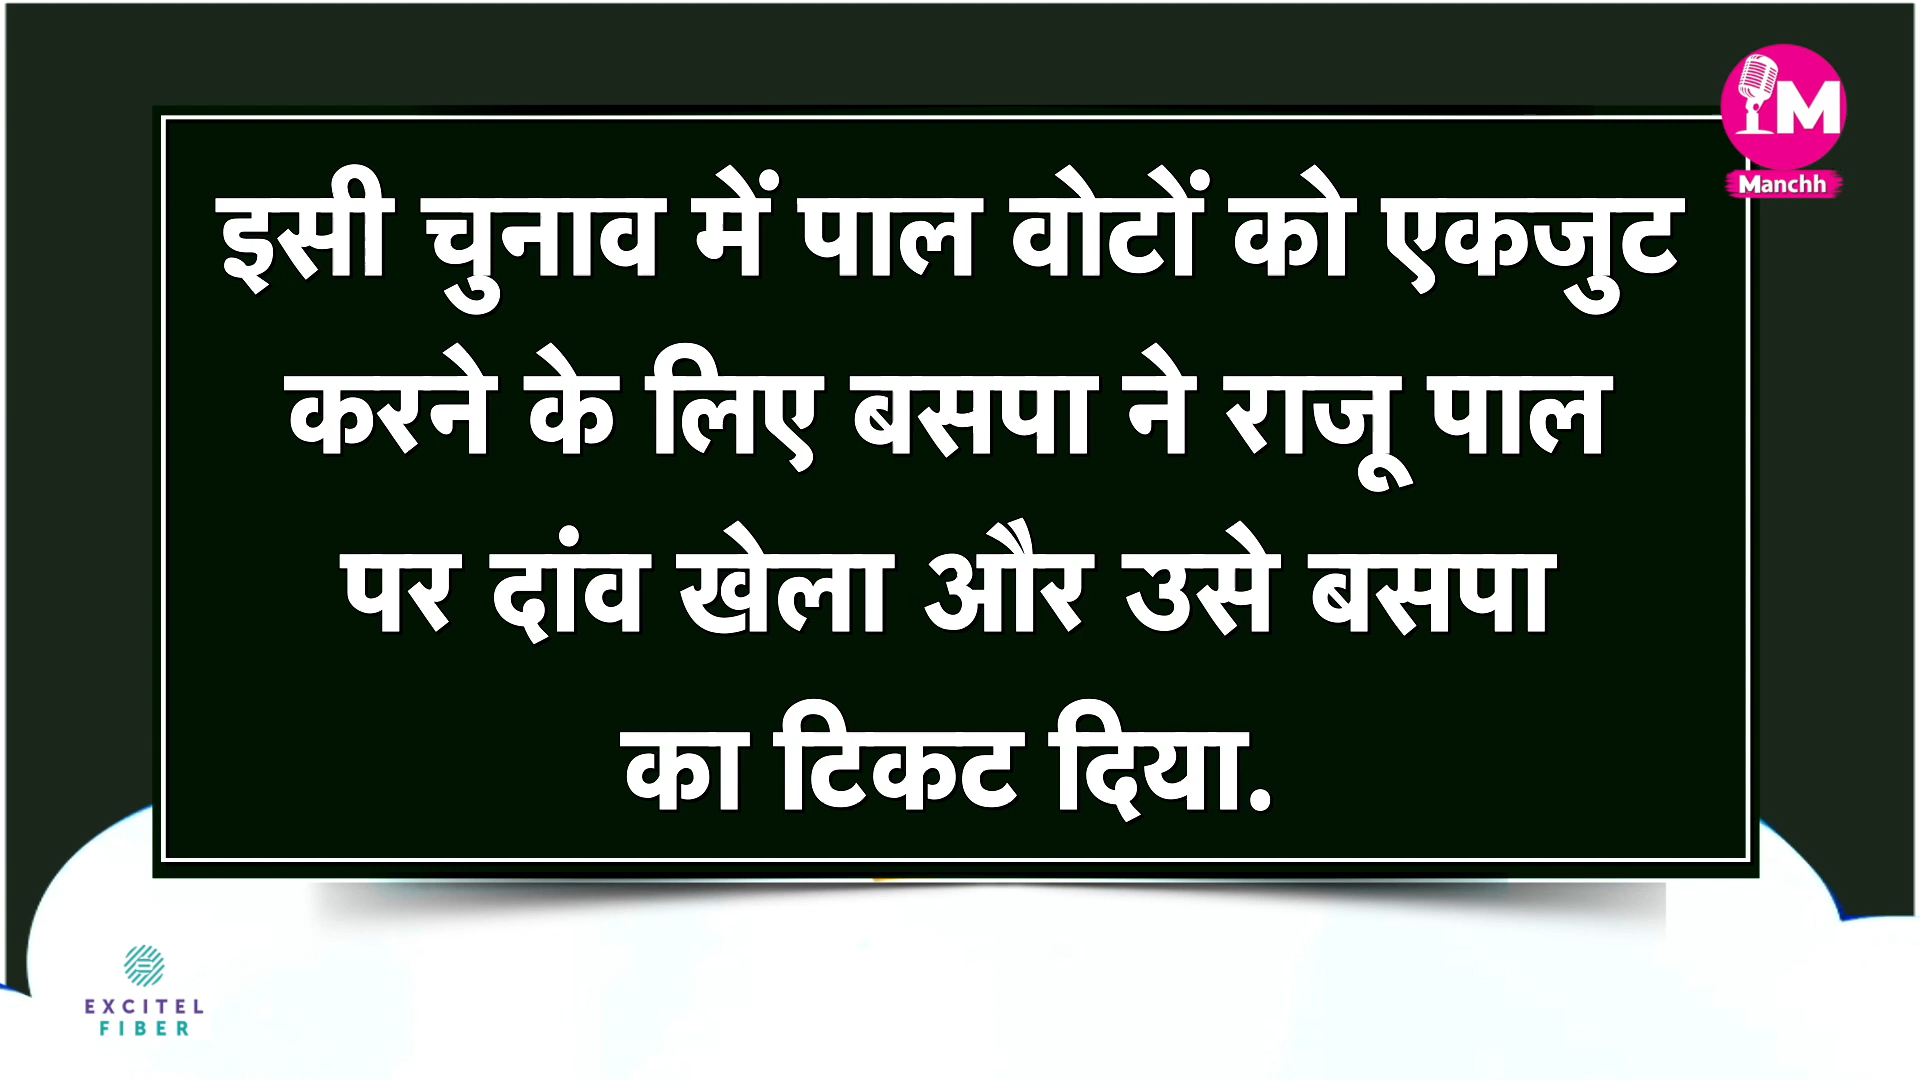 M
Manchh
इसी चुनाव में पाल वोटों को एकजुट
करने के लिए बसपा ने राजू पाल
पर दांव खेला और उसे बसपा
का टिकट दिया.
EXCITEL
FIBER